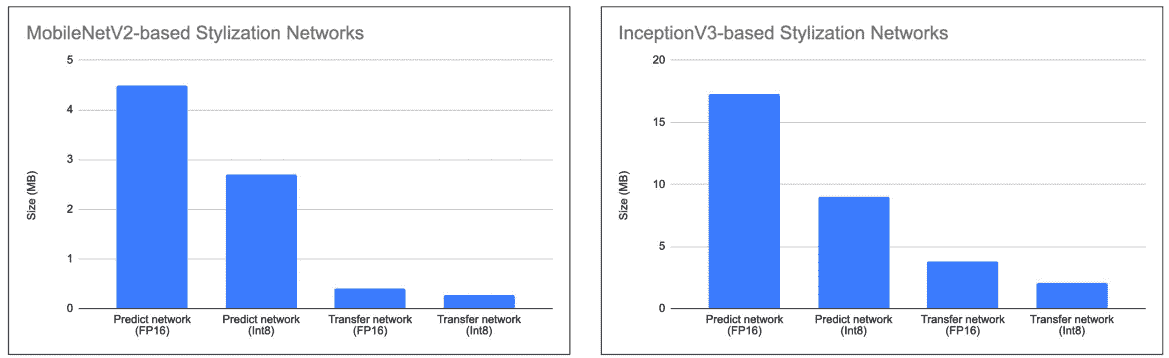 MobileNetV2-based Stylization Networks
5
4
3
2
1
0
Size (MB)
Predict network
(FP16)
Predict network
(Int8)
Transfer network
(FP16)
Transfer network
(Int8)
InceptionV3-based Stylization Networks
20
15
10
5
0
Size (MB)
Predict network
(FP16)
Predict network
(Int8)
Transfer network
(FP16)
Transfer network
(Int8)